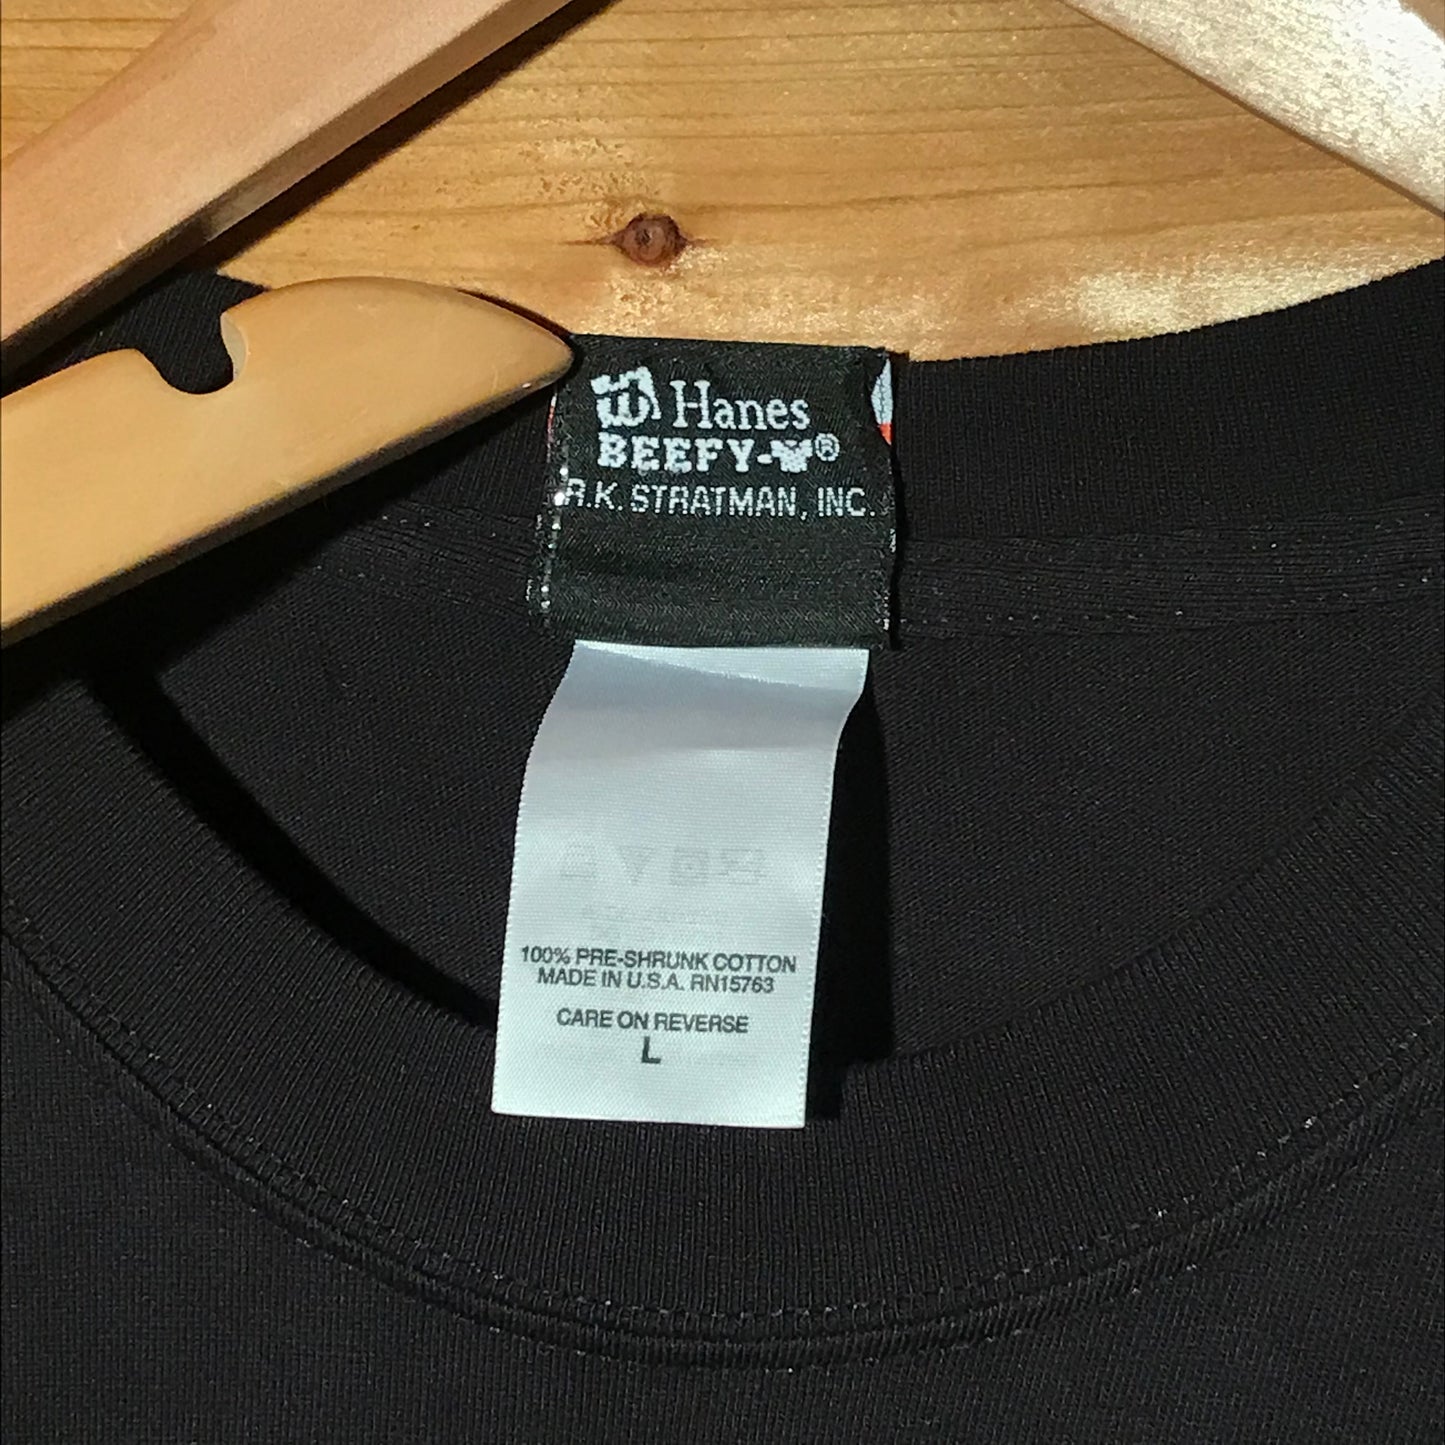 Hanes
BEEFY-®
R.K. STRATMAN, INC.
100% PRE-SHRUNK COTTON
MADE IN U.S.A. RN15763
CARE ON REVERSE
L